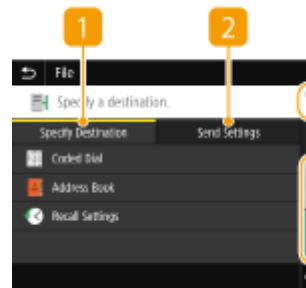 1 2
File
Specify a destination.
Specify Destination Send Settings
Coded Dial
Address Book
Recall Settings